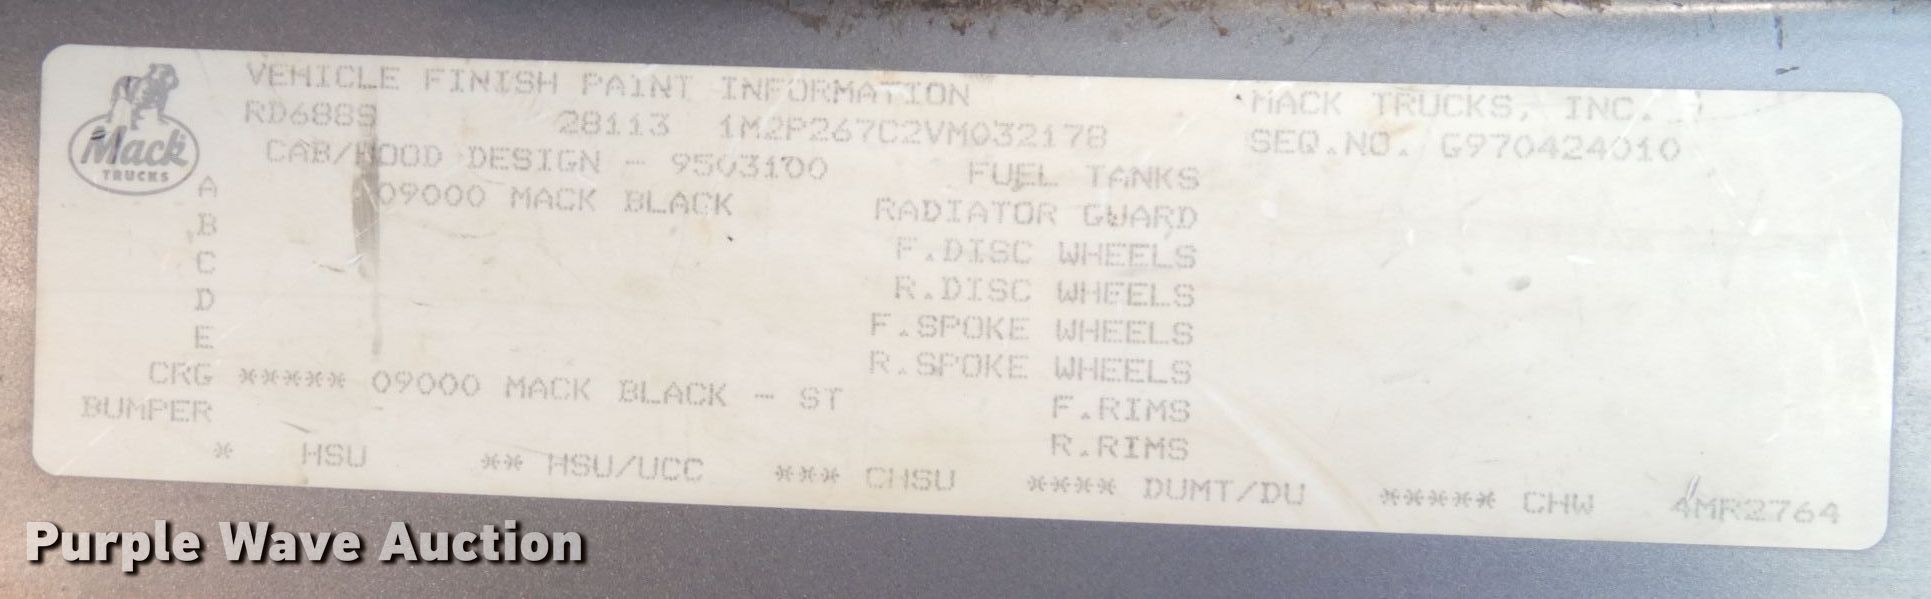 VEHICLE FINISH PAINT INFORMATION MACK TRUCKS, INC.
RD688S 28113 1M2P267C2VM032178 SEQ.NO. G970424010
Mack
TRUCKS
CAB/HOOD DESIGN - 9503100 FUEL TANKS
A 09000 MACK BLACK RADIATOR GUARD
B F.DISC WHEELS
C R.DISC WHEELS
D F.SPOKE WHEELS
E R.SPOKE WHEELS
CRG ***** 09000 MACK BLACK - ST F.RIMS
BUMPER R.RIMS
* HSU ** HSU/UCC *** CHSU **** DUMT/DU ***** CHW 4MR2764
Purple Wave Auction